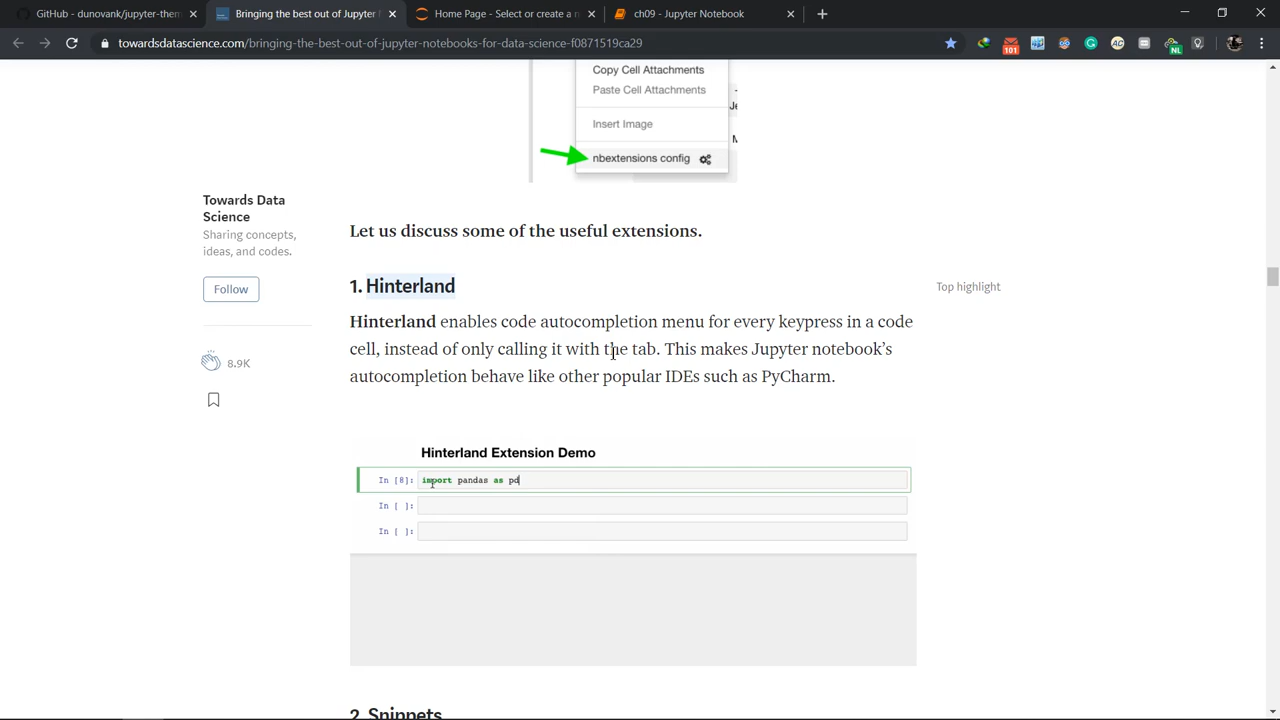 GitHub - dunovank/jupyter-them
Bringing the best out of Jupyter
Home Page - Select or create a n
ch09 - Jupyter Notebook
towardsdatascience.com/bringing-the-best-out-of-jupyter-notebooks-for-data-science-f0871519ca29
101
AC
NL
Copy Cell Attachments
Paste Cell Attachments
Insert Image
nbextensions config
Towards Data
Science
Sharing concepts,
ideas, and codes.
Follow
8.9K
Let us discuss some of the useful extensions.
1. Hinterland
Top highlight
Hinterland enables code autocompletion menu for every keypress in a code
cell, instead of only calling it with the tab. This makes Jupyter notebook’s
autocompletion behave like other popular IDEs such as PyCharm.
Hinterland Extension Demo
In [8]: import pandas as pd
In [ ]:
In [ ]:
2. Snippets